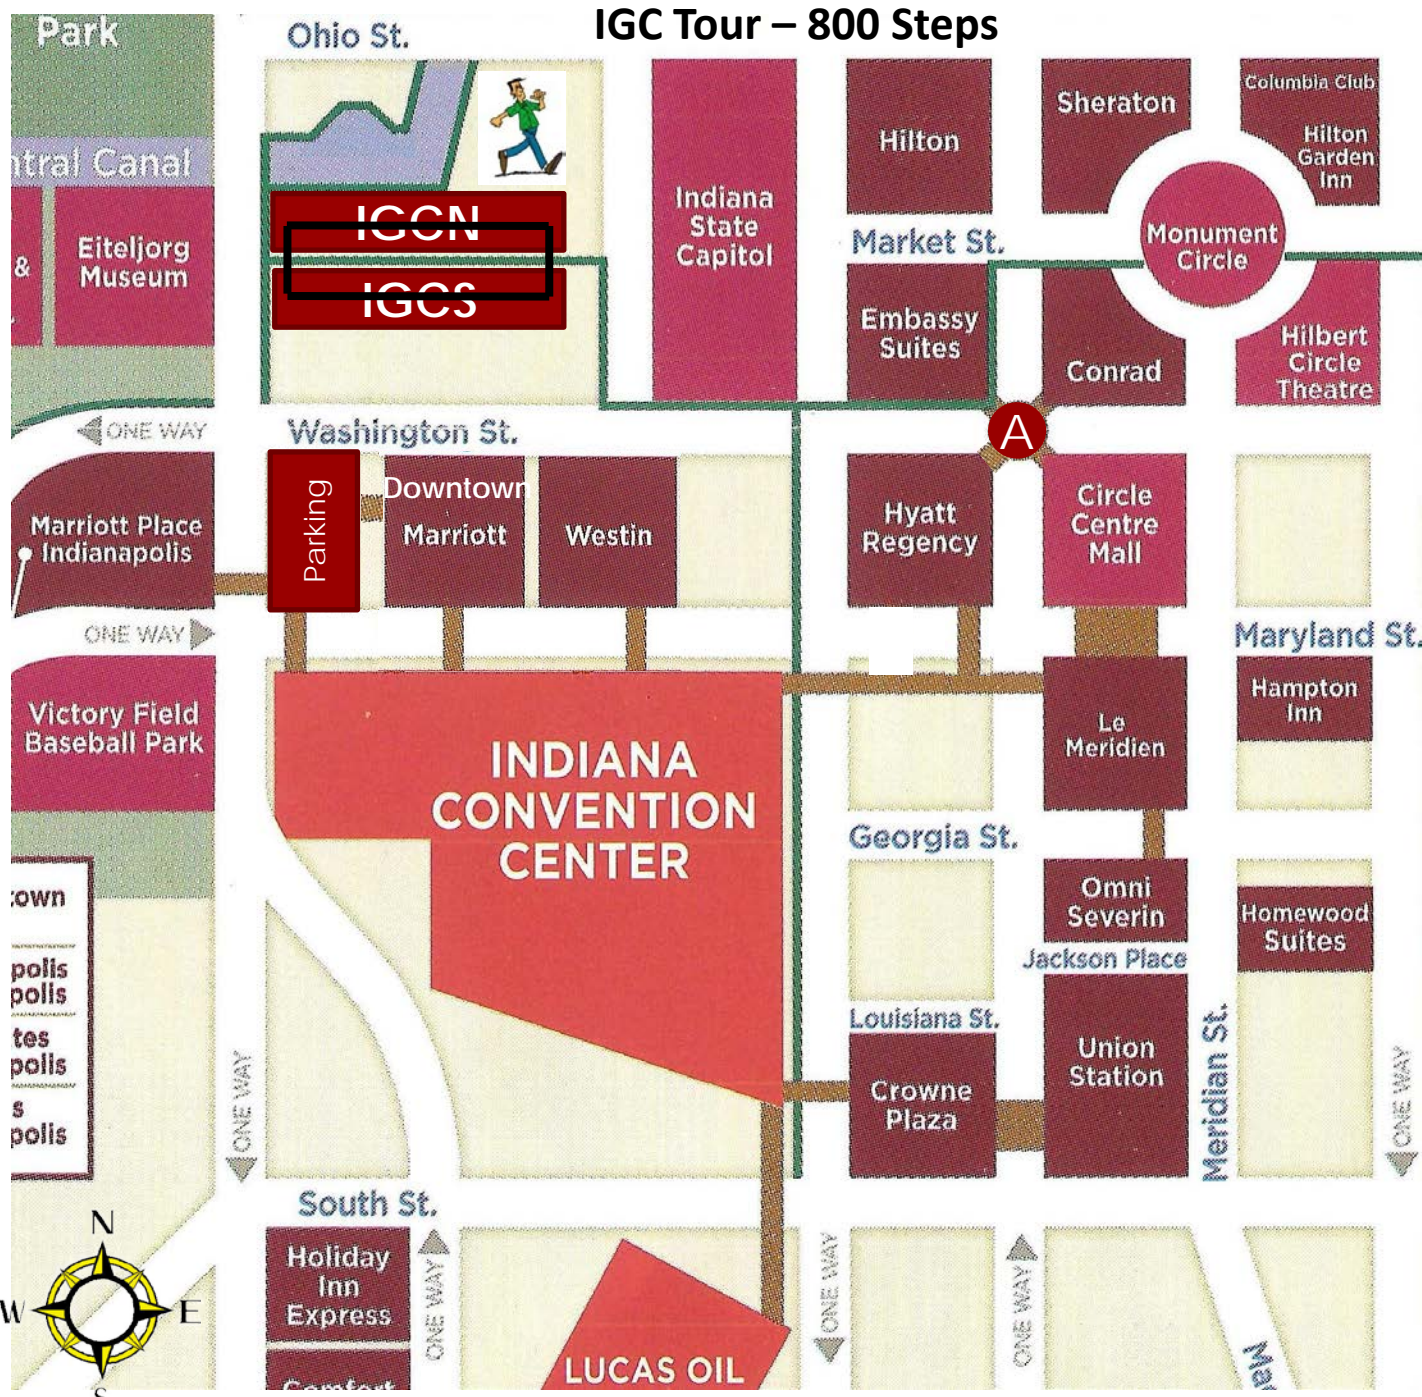 IGC Tour – 800 Steps
Park
Ohio St.
Columbia Club
Sheraton
Hilton
Hilton
Garden
Inn
ntral Canal
IGCN
Indiana
State
Capitol
Monument
Circle
Market St.
Eiteljorg
Museum
&
IGCS
Embassy
Suites
Conrad
Hilbert
Circle
Theatre
ONE WAY
Washington St.
A
Parking
Downtown
Marriott
Westin
Hyatt
Regency
Circle
Centre
Mall
Marriott Place
Indianapolis
ONE WAY
Maryland St.
Victory Field
Baseball Park
Hampton
Inn
Le
Meridien
INDIANA
CONVENTION
CENTER
Georgia St.
Omni
Severin
Homewood
Suites
town
polis
polis
tes
polis
s
polis
Jackson Place
Louisiana St.
Union
Station
Crowne
Plaza
Meridian St.
ONE WAY
ONE WAY
South St.
N
W
E
S
Holiday
Inn
Express
ONE WAY
ONE WAY
ONE WAY
LUCAS OIL
Comfort